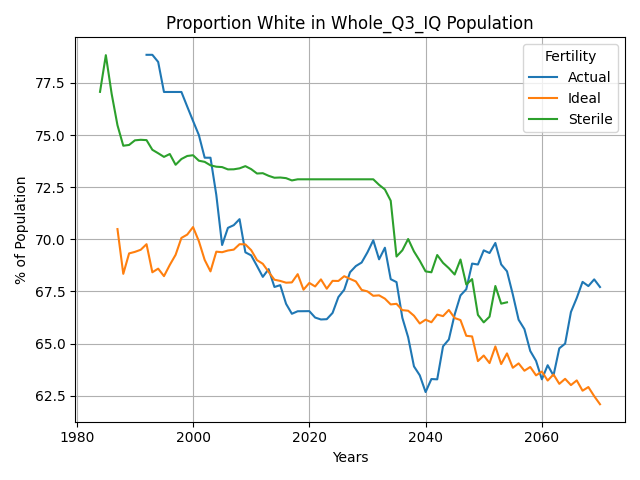 Proportion White in Whole_Q3_IQ Population
% of Population
77.5
75.0
72.5
70.0
67.5
65.0
62.5
1980
2000
2020
2040
2060
Years
Fertility
Actual
Ideal
Sterile